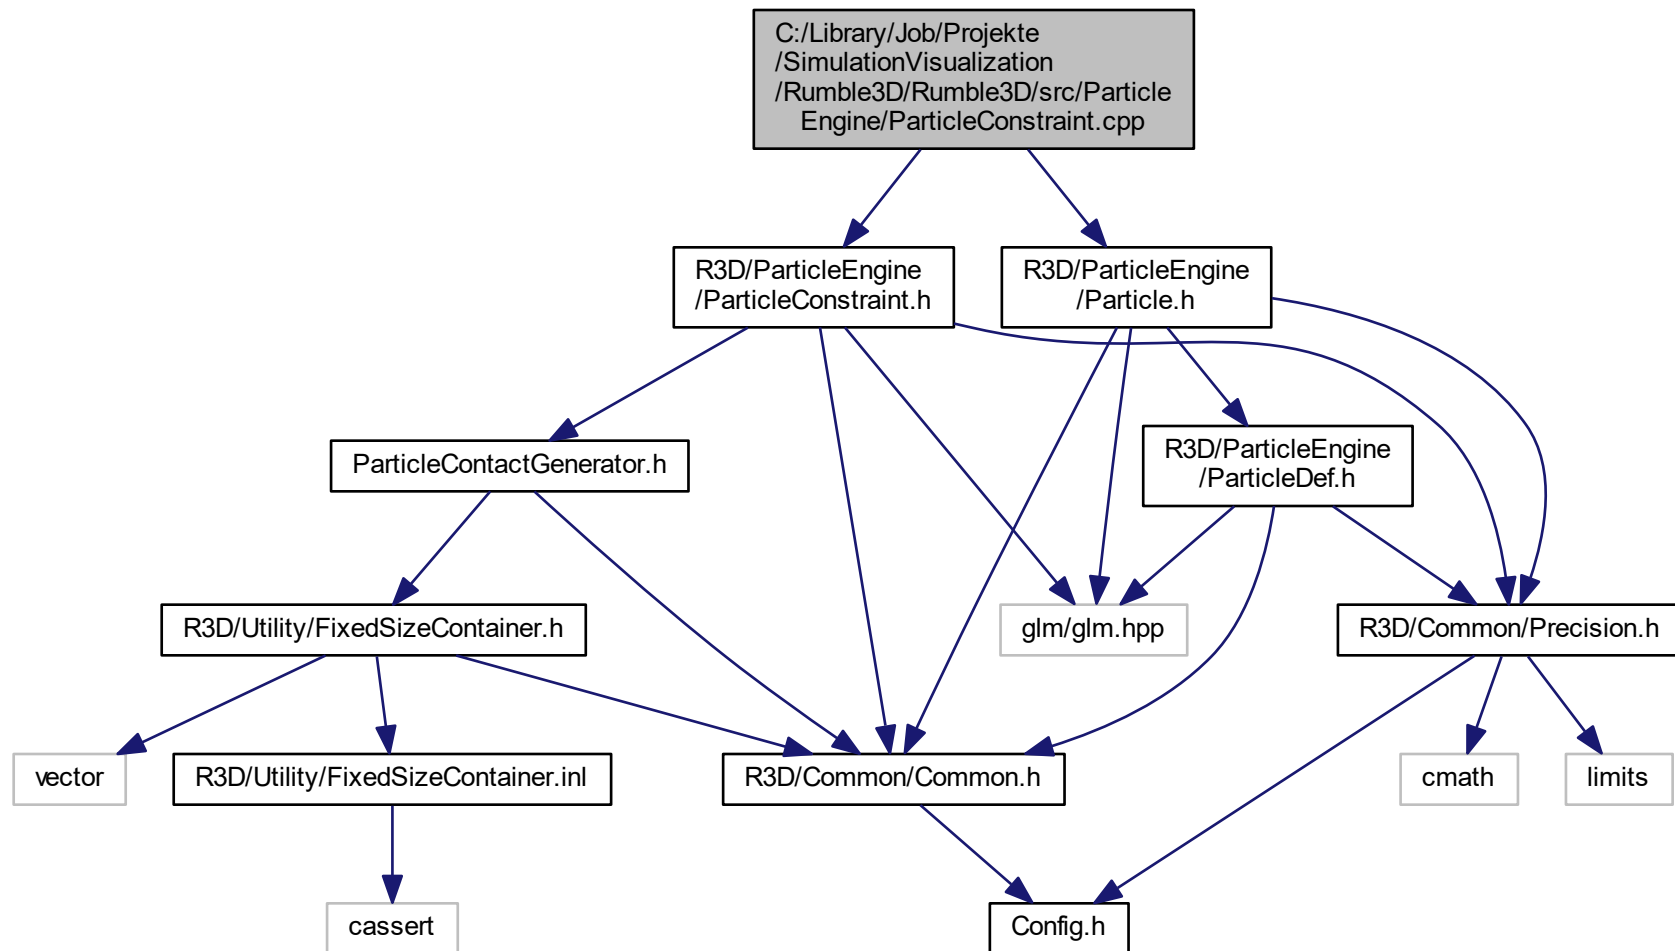 C:/Library/Job/Projekte
/SimulationVisualization
/Rumble3D/Rumble3D/src/Particle
Engine/ParticleConstraint.cpp
R3D/ParticleEngine
/ParticleConstraint.h
R3D/ParticleEngine
/Particle.h
ParticleContactGenerator.h
R3D/ParticleEngine
/ParticleDef.h
R3D/Utility/FixedSizeContainer.h
glm/glm.hpp
R3D/Common/Precision.h
vector
R3D/Utility/FixedSizeContainer.inl
R3D/Common/Common.h
cmath
limits
cassert
Config.h